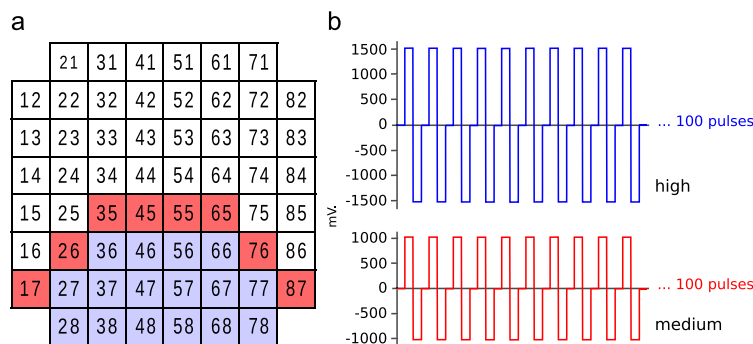 a
21 31 41 51 61 71
12 22 32 42 52 62 72 82
13 23 33 43 53 63 73 83
14 24 34 44 54 64 74 84
15 25 35 45 55 65 75 85
16 26 36 46 56 66 76 86
17 27 37 47 57 67 77 87
28 38 48 58 68 78
b
mV.
1500
1000
500
0
-500
-1000
-1500
... 100 pulses
high
1000
500
0
-500
-1000
... 100 pulses
medium